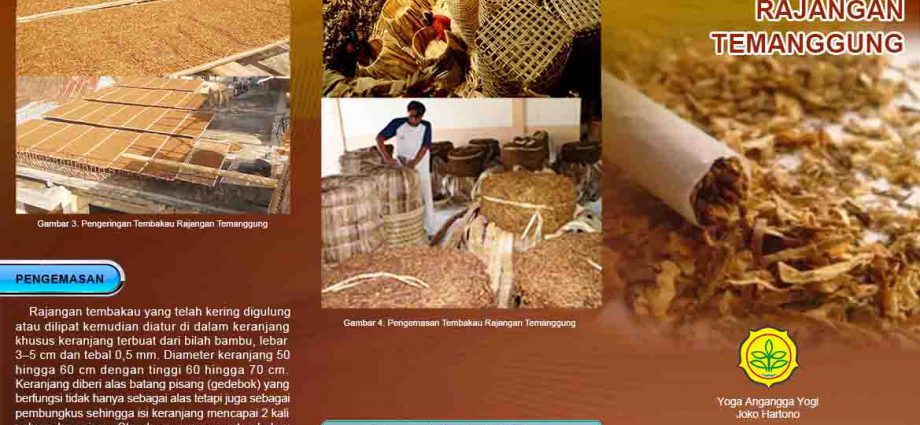 Gambar 3. Pengeringan Tembakau Rajangan Temanggung
PENGEMASAN
Rajangan tembakau yang telah kering digulung
atau dilipat kemudian diatur di dalam keranjang
khusus keranjang terbuat dari bilah bambu, lebar
3–5 cm dan tebal 0,5 mm. Diameter keranjang 50
hingga 60 cm dengan tinggi 60 hingga 70 cm.
Keranjang diberi alas batang pisang (gedebok) yang
berfungsi tidak hanya sebagai alas tetapi juga sebagai
pembungkus sehingga isi keranjang mencapai 2 kali
Gambar 4. Pengemasan Tembakau Rajangan Temanggung
RAJANGAN
TEMANGGUNG
Yoga Angangga Yogi
Joko Hartono